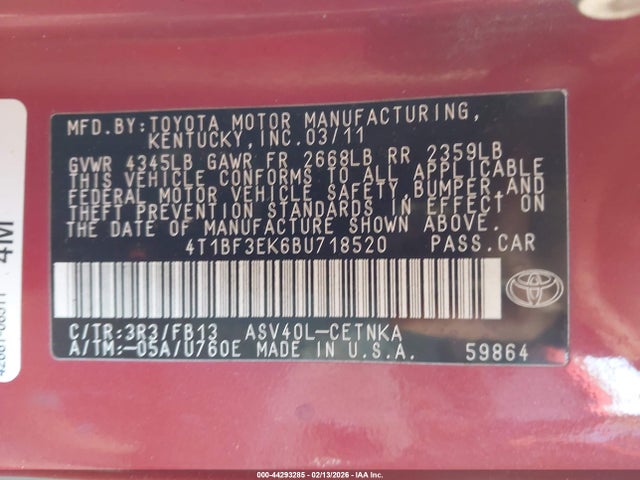 MFD.BY:TOYOTA MOTOR MANUFACTURING,
KENTUCKY,INC.03/11
GVWR 4345LB GAWR FR 2668LB RR 2359LB
THIS VEHICLE CONFORMS TO ALL APPLICABLE
FEDERAL MOTOR VEHICLE SAFETY,BUMPER,AND
THEFT PREVENTION STANDARDS IN EFFECT ON
THE DATE OF MANUFACTURE SHOWN ABOVE.
4T1BF3EK6BU718520 PASS.CAR
C/TR:3R3/FB13 ASV40L-CETNKA
A/TM:-05A/U760E MADE IN U.S.A. 59864
TOYOTA
4M
000-44293285 - 02/13/2026 - IAA Inc.